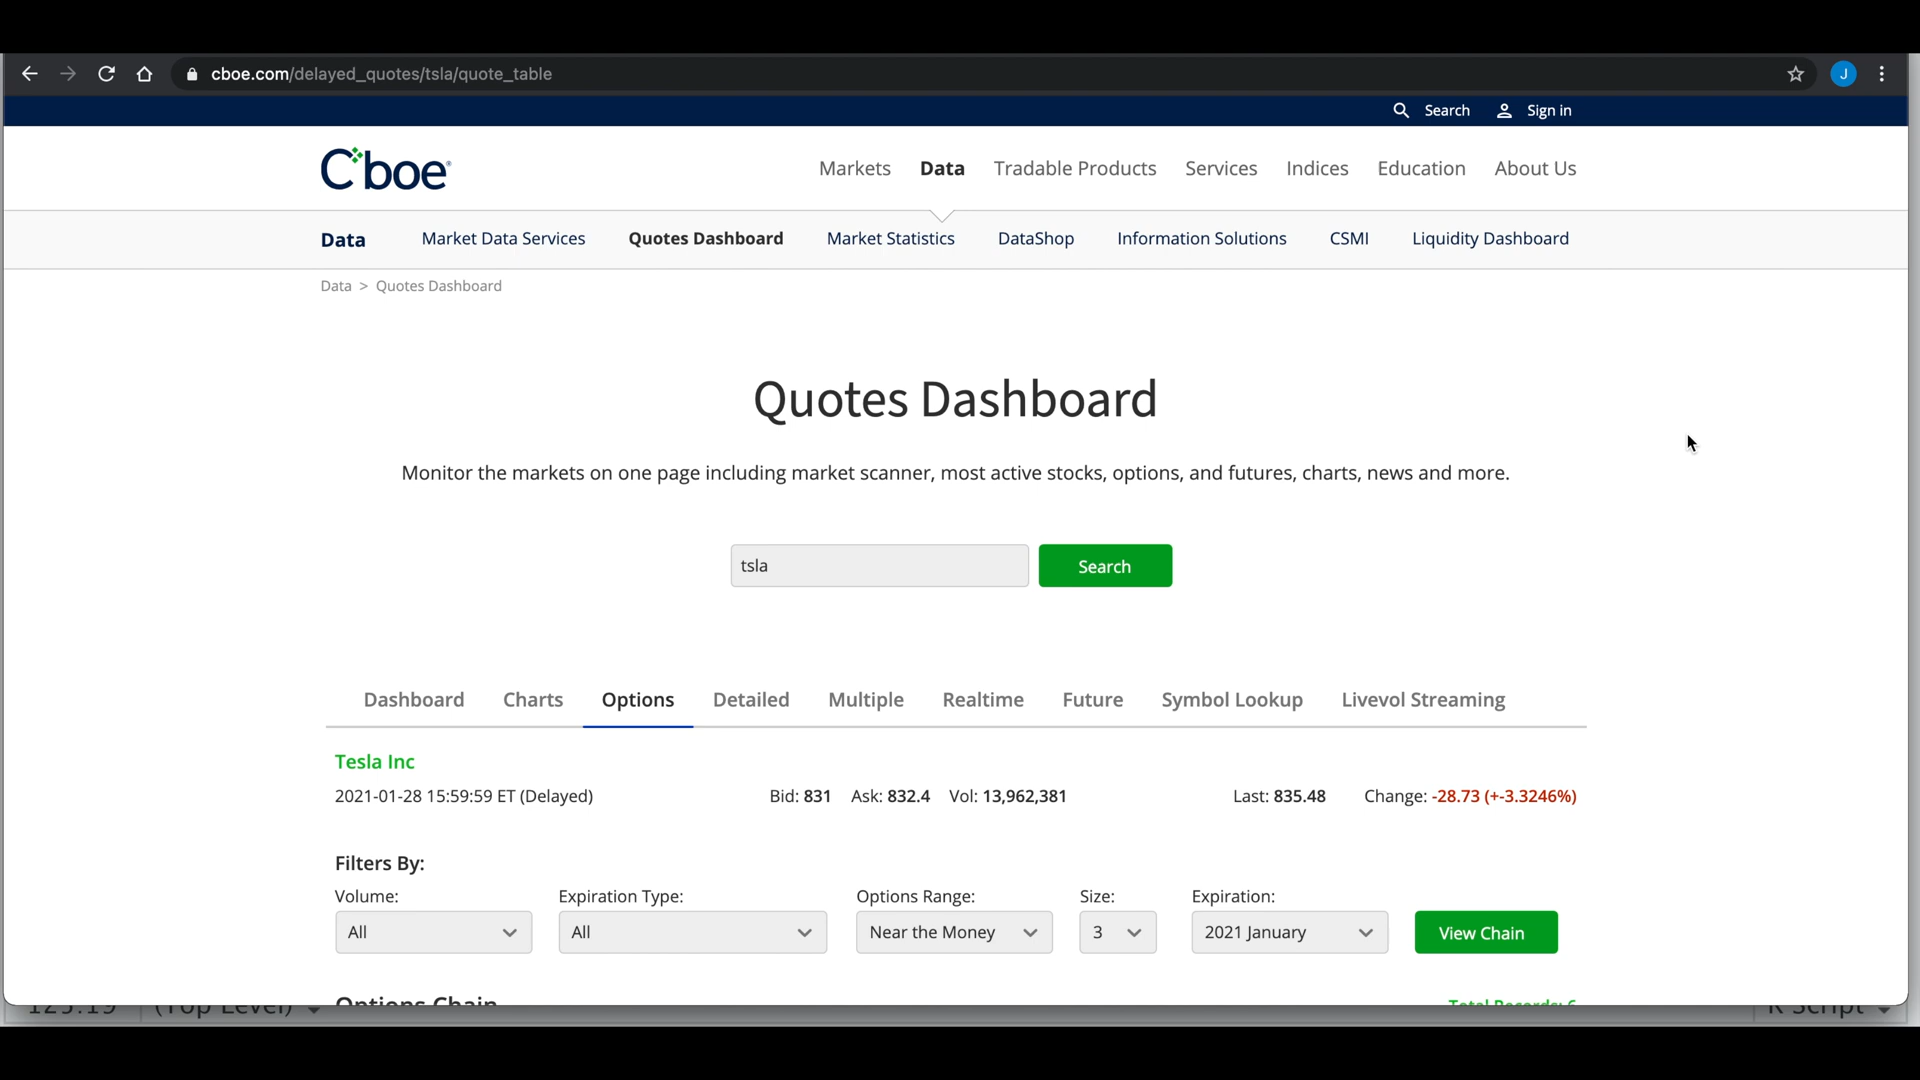 cboe.com/delayed_quotes/tsla/quote_table
J
Search Sign in
Cboe
Markets Data Tradable Products Services Indices Education About Us
Data Market Data Services Quotes Dashboard Market Statistics DataShop Information Solutions CSMI Liquidity Dashboard
Data > Quotes Dashboard
Quotes Dashboard
Monitor the markets on one page including market scanner, most active stocks, options, and futures, charts, news and more.
tsla Search
Dashboard Charts Options Detailed Multiple Realtime Future Symbol Lookup Livevol Streaming
Tesla Inc
2021-01-28 15:59:59 ET (Delayed) Bid: 831 Ask: 832.4 Vol: 13,962,381 Last: 835.48 Change: -28.73 (+-3.3246%)
Filters By:
Volume: Expiration Type: Options Range: Size: Expiration:
All All Near the Money 3 2021 January View Chain
Options Chain Total Records: 6
(Top Level) R Script